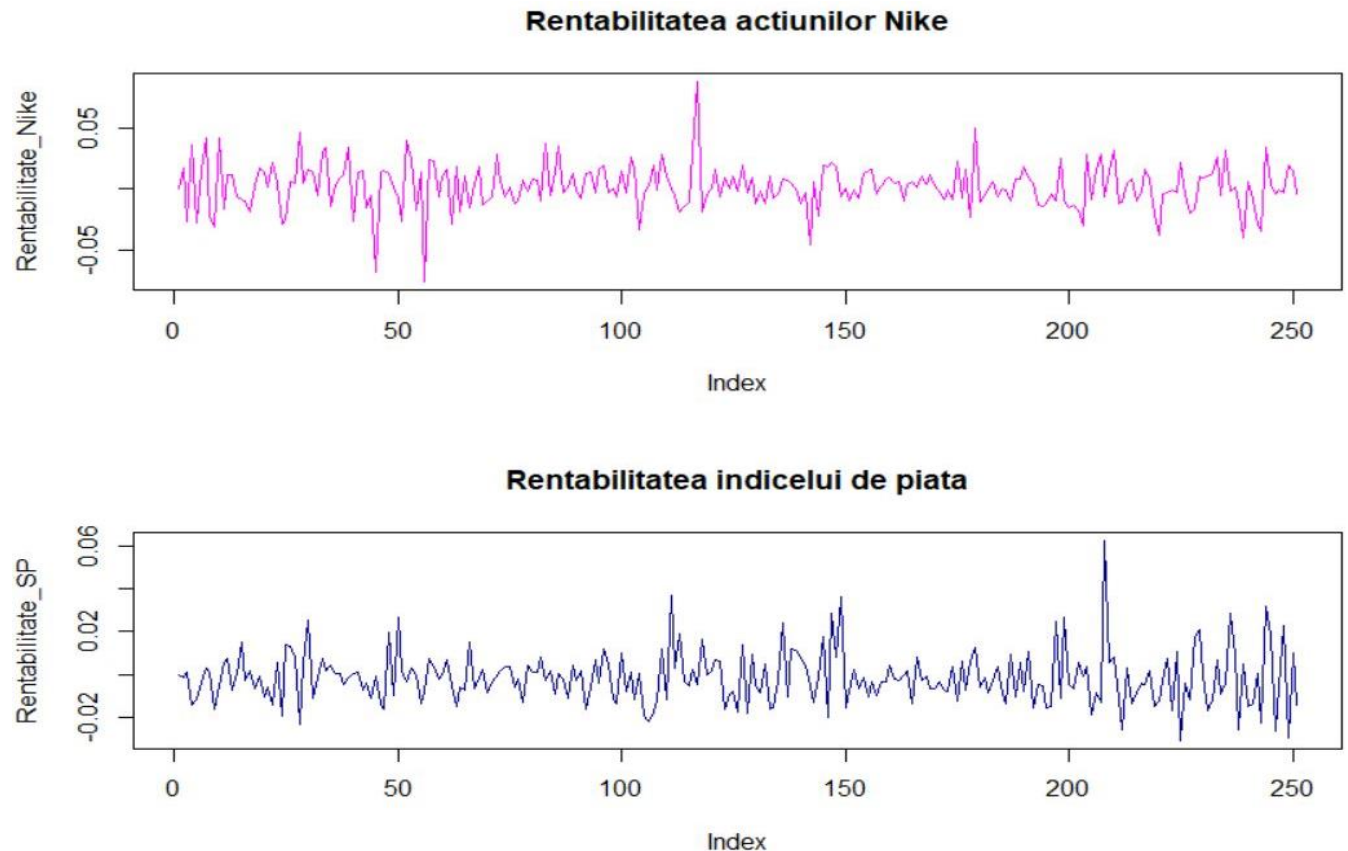 Rentabilitatea actiunilor Nike
Rentabilitate_Nike
0.05
-0.05
0 50 100 150 200 250
Index
Rentabilitatea indicelui de piata
Rentabilitate_SP
0.06
0.02
-0.02
0 50 100 150 200 250
Index